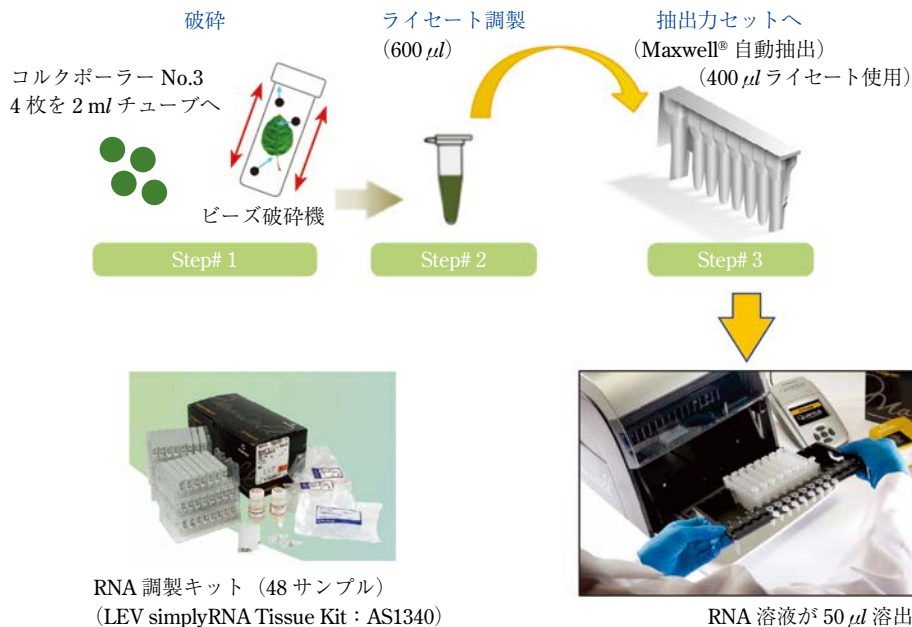 破砕
ライセート調製
（600 μl）
抽出力セットへ
（Maxwell® 自動抽出）
（400 μl ライセート使用）
コルクポーラー No.3
4 枚を 2 ml チューブへ
ビーズ破砕機
Step# 1
Step# 2
Step# 3
RNA 調製キット（48 サンプル）
（LEV simplyRNA Tissue Kit：AS1340）
RNA 溶液が 50 μl 溶出